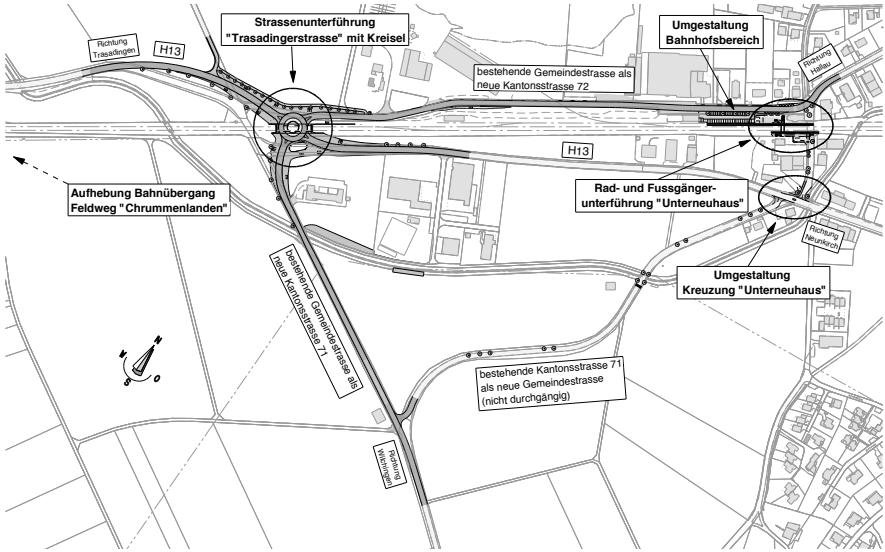 Strassenunterführung
"Trasadingerstrasse" mit Kreisel
Umgestaltung
Bahnhofsbereich
Richtung
Trasadingen
H13
bestehende Gemeindestrasse als
neue Kantonsstrasse 72
Richtung
Hallau
H13
Aufhebung Bahnübergang
Feldweg "Chrummenlanden"
Rad- und Fussgänger-
unterführung "Unterneuhaus"
Richtung
Neunkirch
Umgestaltung
Kreuzung "Unterneuhaus"
bestehende Gemeindestrasse als
neue Kantonsstrasse 71
N
W
S
O
bestehende Kantonsstrasse 71
als neue Gemeindestrasse
(nicht durchgängig)
Richtung
Wilchingen